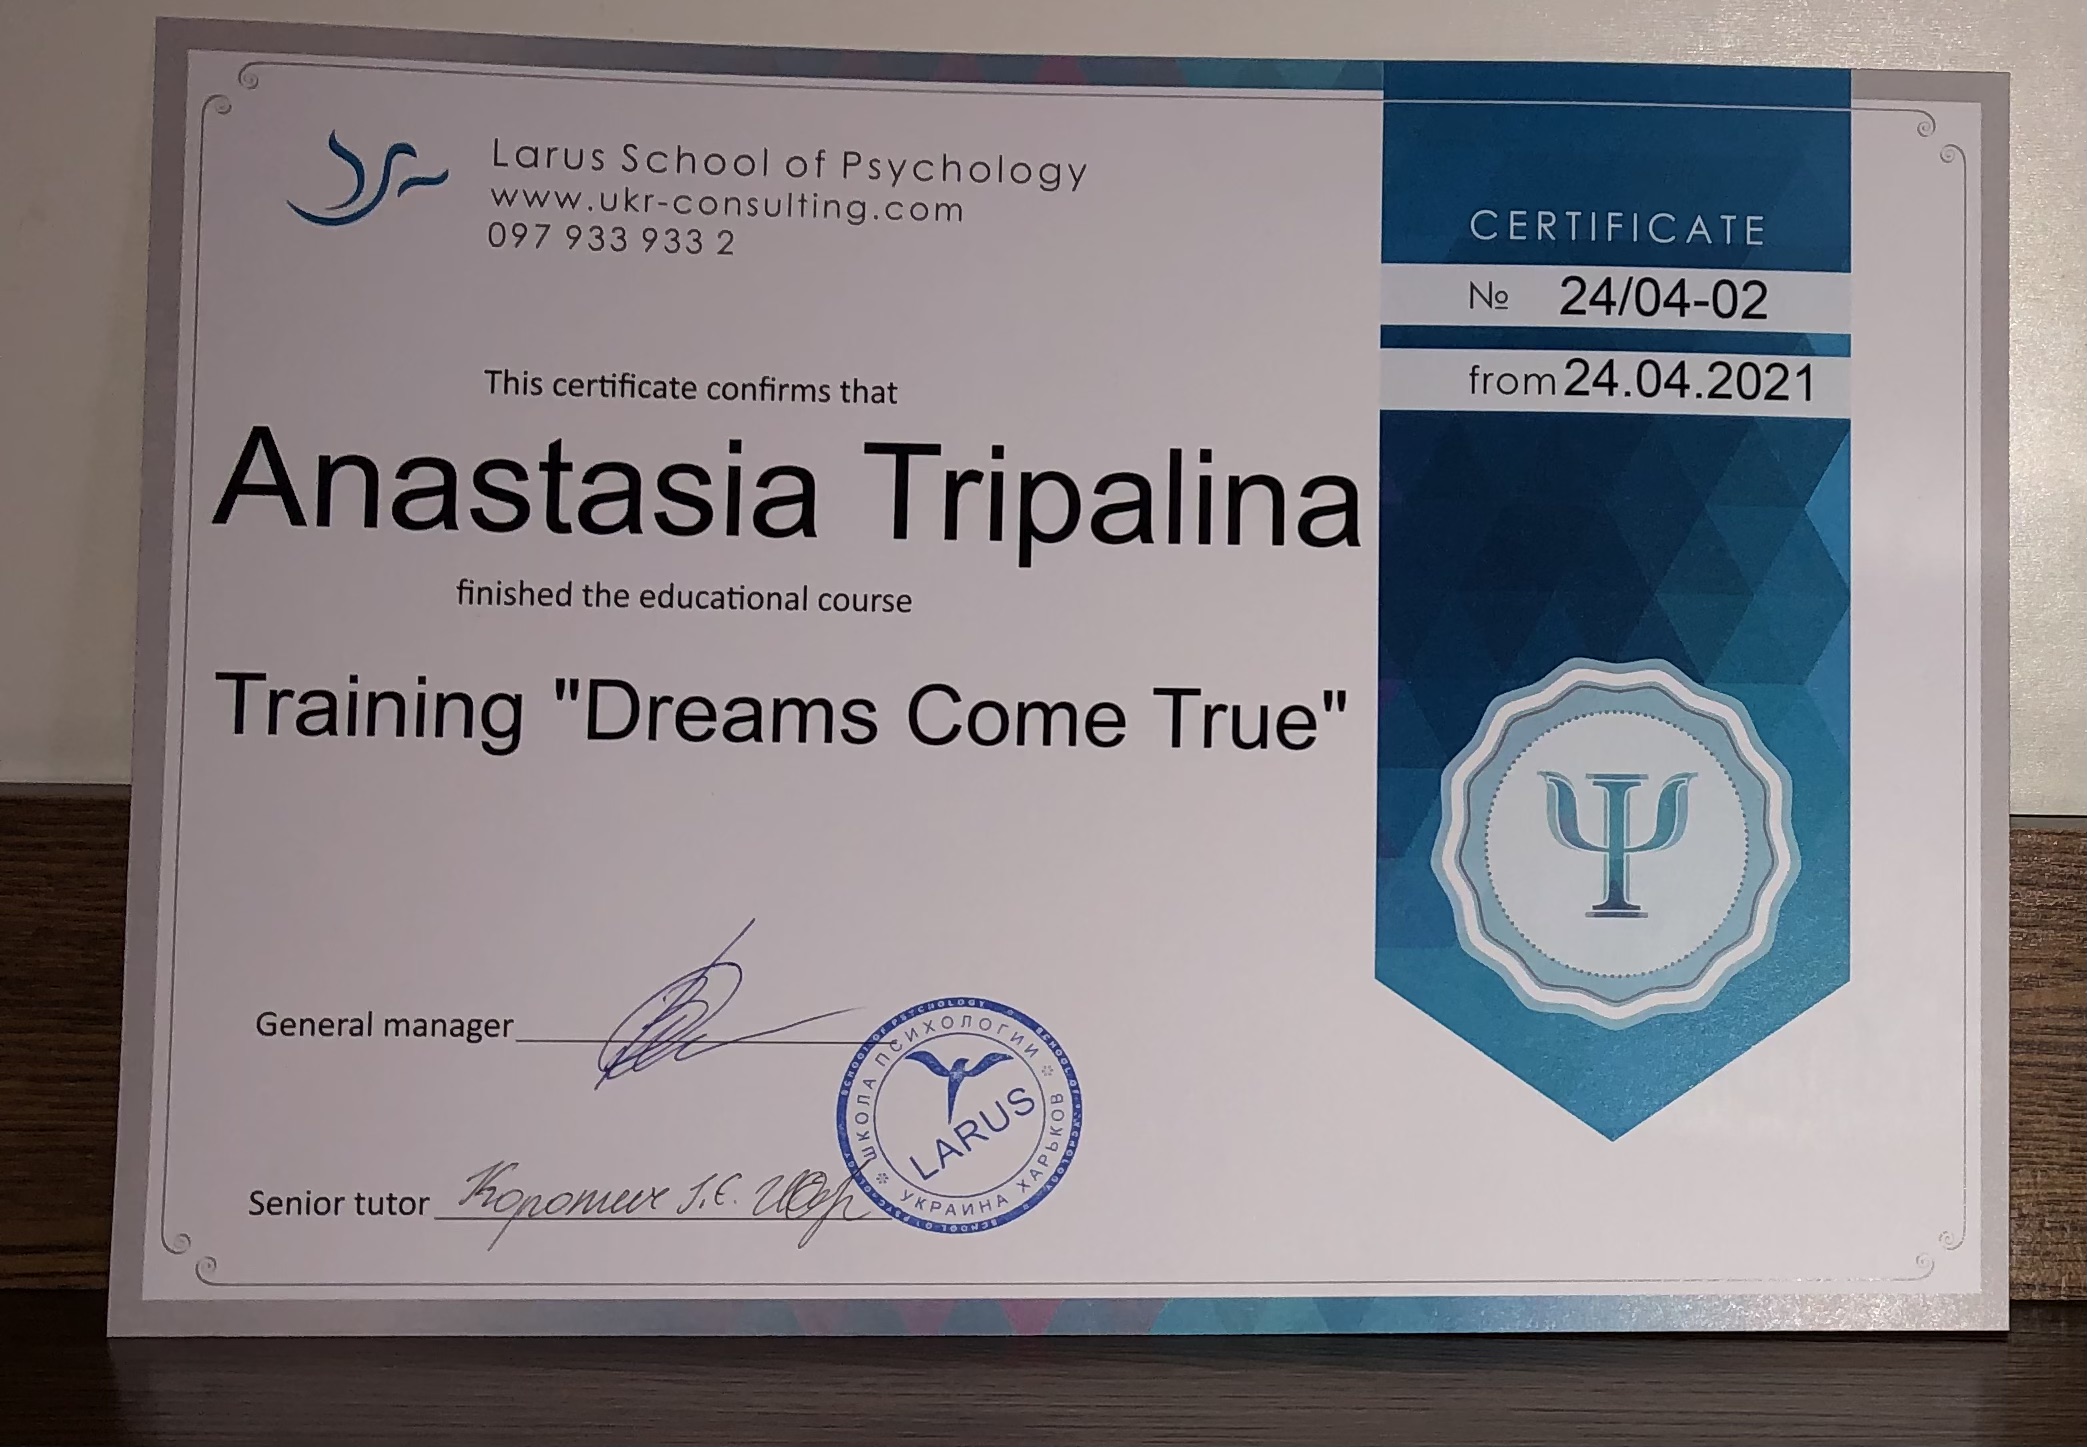 Larus School of Psychology
www.ukr-consulting.com
097 933 933 2
CERTIFICATE
№ 24/04-02
from 24.04.2021
This certificate confirms that
Anastasia Tripalina
finished the educational course
Training "Dreams Come True"
General manager
Senior tutor
SCHOOL OF PSYCHOLOGY
ШКОЛА ПСИХОЛОГИИ
УКРАИНА ХАРЬКОВ
LARUS